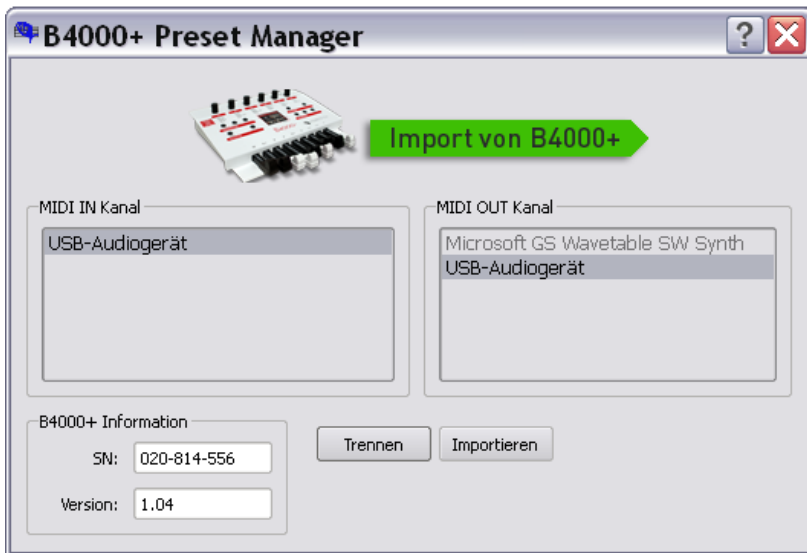 B4000+ Preset Manager
?
Import von B4000+
MIDI IN Kanal
USB-Audiogerät
MIDI OUT Kanal
Microsoft GS Wavetable SW Synth
USB-Audiogerät
B4000+ Information
SN: 020-814-556
Version: 1.04
Trennen
Importieren